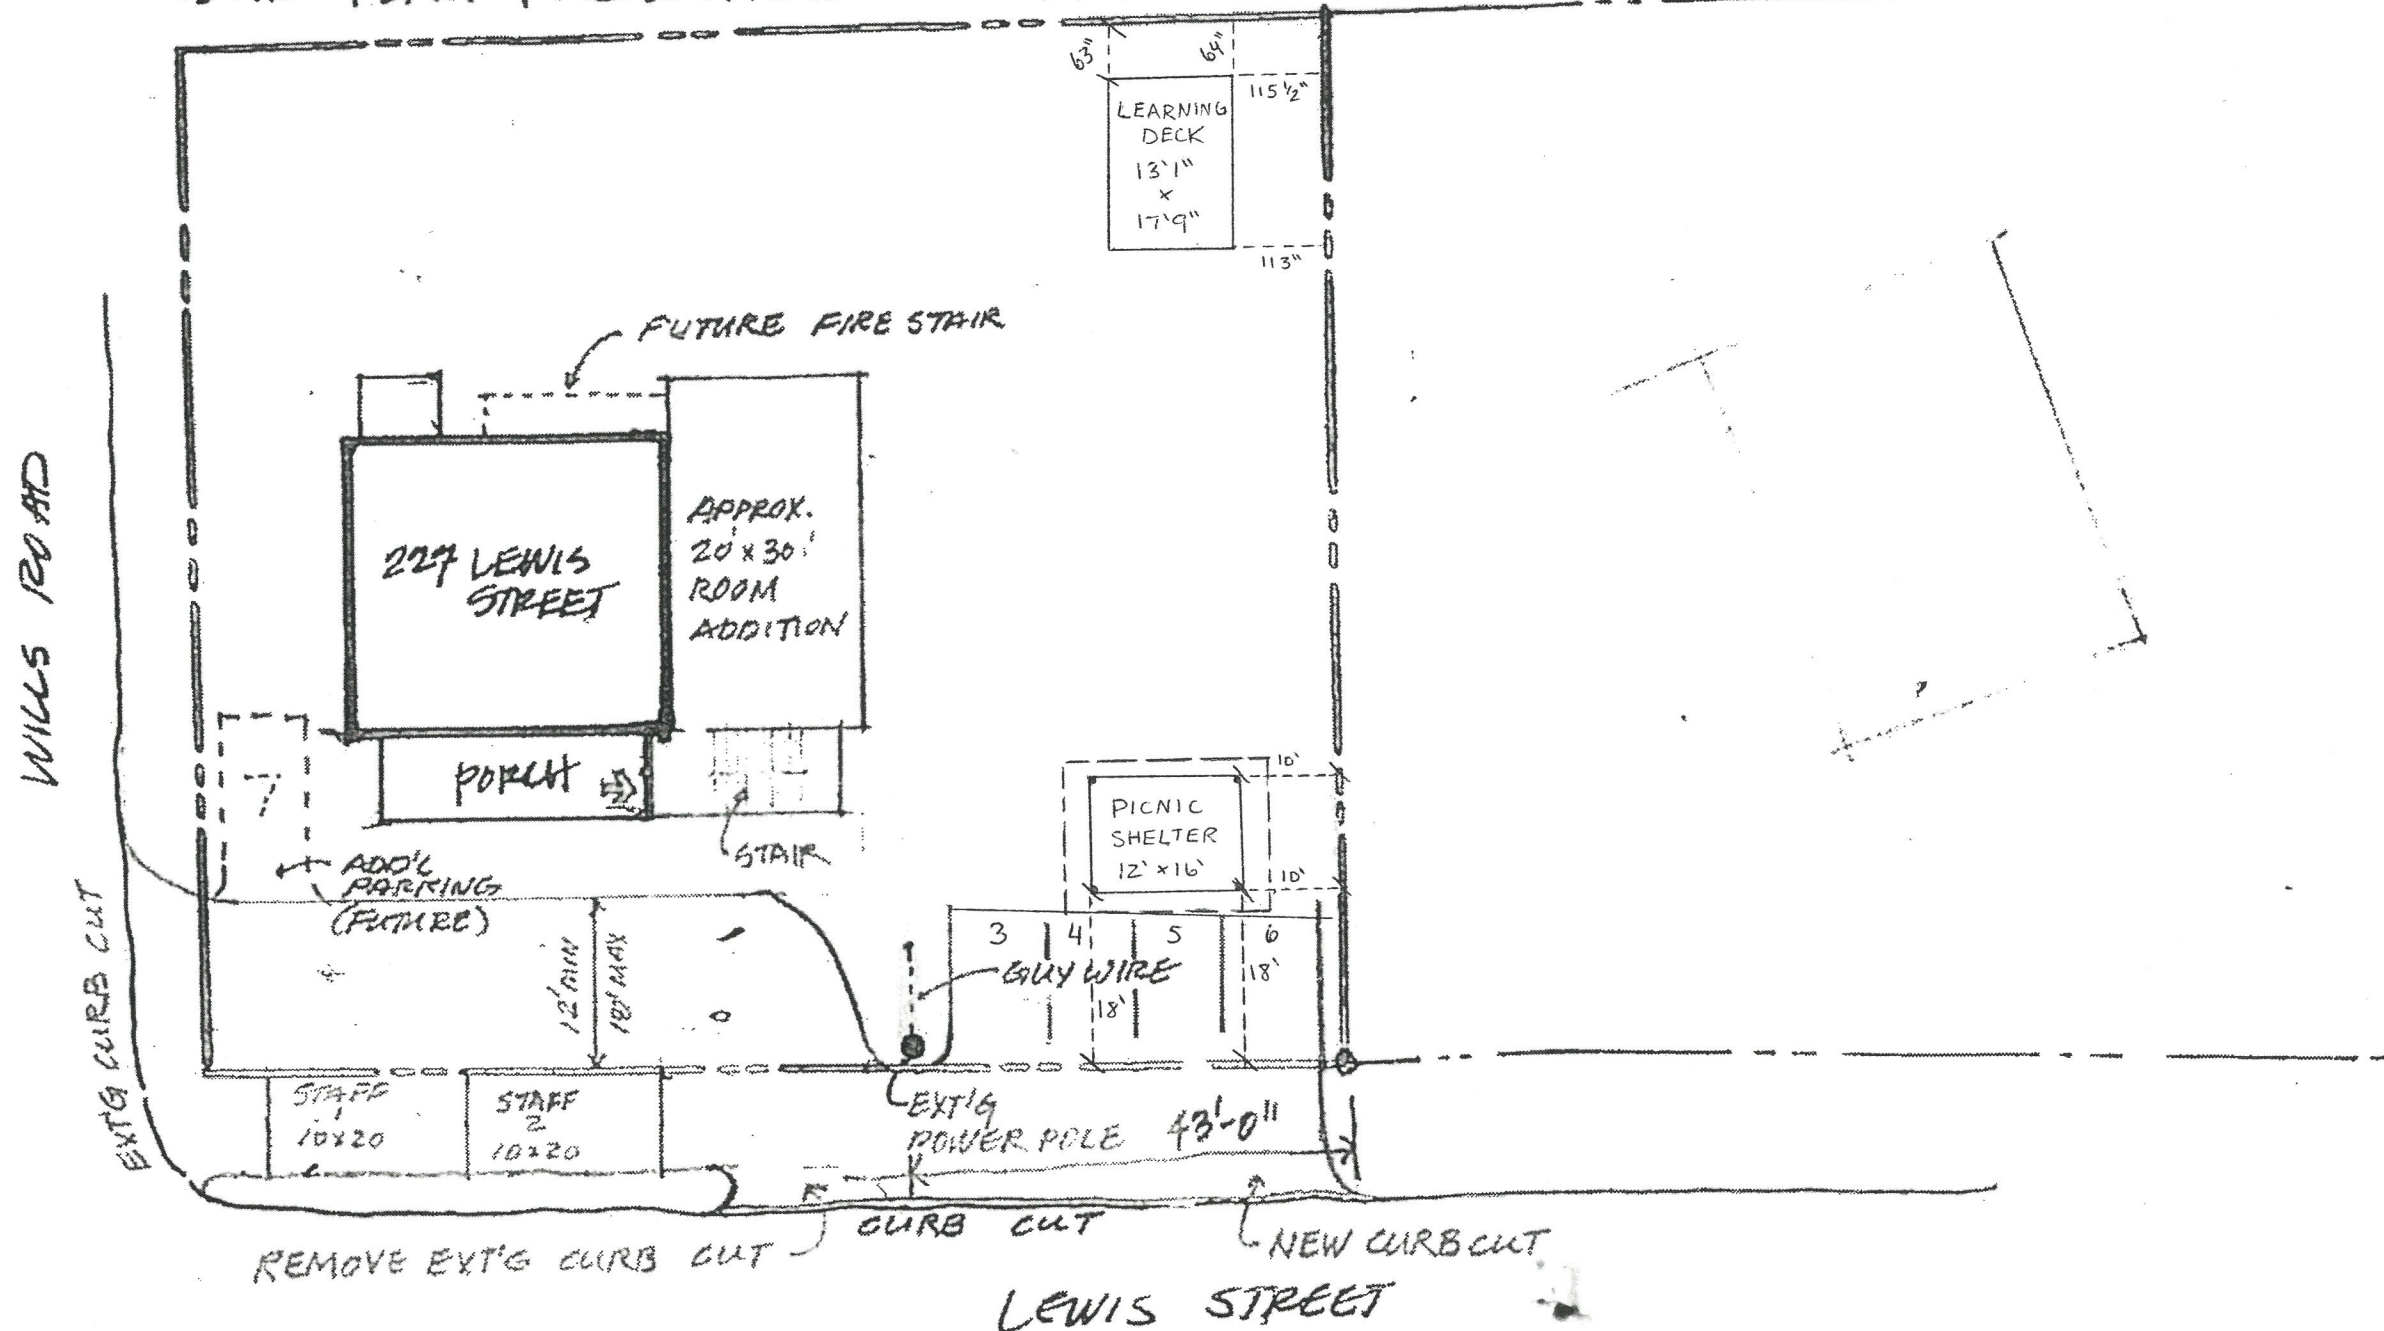 63"
64"
115 1/2"
LEARNING
DECK
13'1"
x
17'9"
113"
FUTURE FIRE STAIR
WILLS ROAD
227 LEWIS
STREET
APPROX.
20' x 30'
ROOM
ADDITION
PORCH
STAIR
7
ADD'L
PARKING
(FUTURE)
10'
PICNIC
SHELTER
12' x 16'
10'
3
4
5
6
GUY WIRE
18'
18'
12' MIN
18' MAX
EXT'G CURB CUT
STAFF
1
10x20
STAFF
2
10x20
EXT'G
POWER POLE
43'-0"
CURB CUT
REMOVE EXT'G CURB CUT
NEW CURB CUT
LEWIS STREET